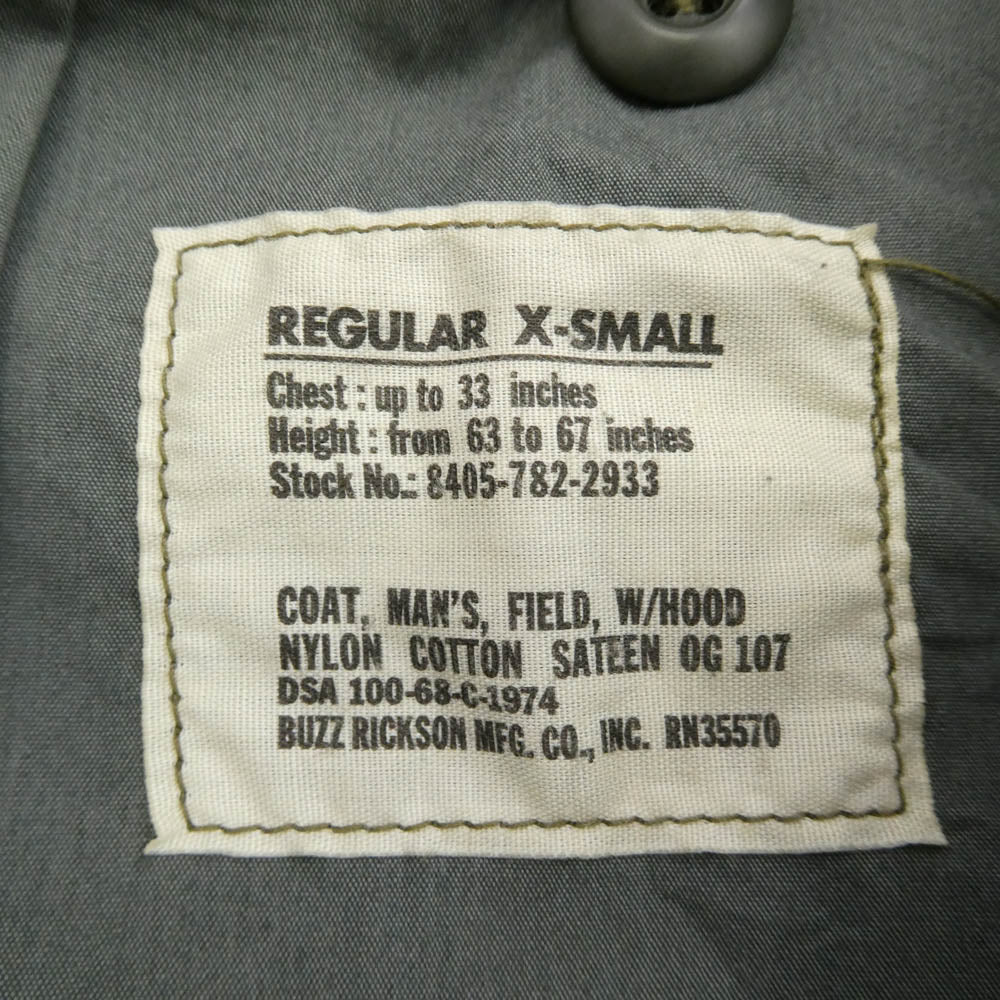 REGULAR X-SMALL
Chest : up to 33 inches
Height : from 63 to 67 inches
Stock No.: 8405-782-2933
COAT, MAN'S, FIELD, W/HOOD
NYLON COTTON SATEEN OG 107
DSA 100-68-C-1974
BUZZ RICKSON MFG. CO., INC. RN35570